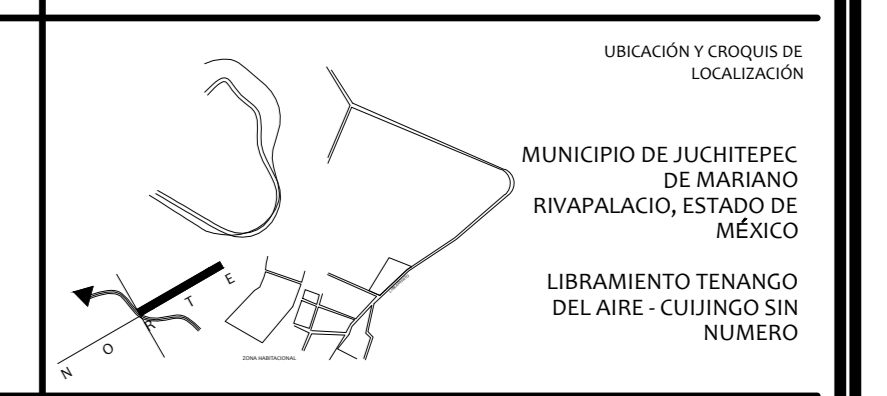 UBICACIÓN Y CROQUIS DE
LOCALIZACIÓN
MUNICIPIO DE JUCHITEPEC
DE MARIANO
RIVAPALACIO, ESTADO DE
MÉXICO
LIBRAMIENTO TENANGO
DEL AIRE - CUIJINGO SIN
NUMERO
N O R T E
ZONA HABITACIONAL